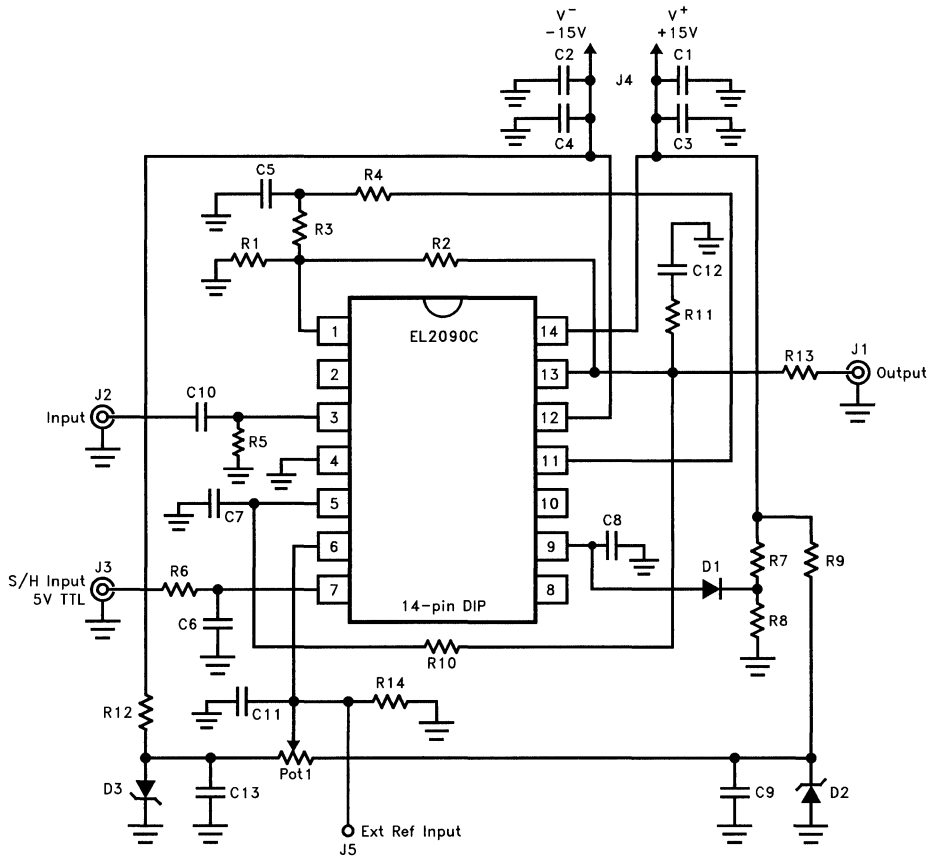 V⁻
-15V
V⁺
+15V
C2
J4
C1
C4
C3
C5
R4
R3
R1
R2
C12
R11
EL2090C
1
14
R13
J1
Output
2
13
J2
Input
C10
3
12
R5
4
11
C7
5
10
6
9
C8
J3
S/H Input
5V TTL
R6
7
8
D1
R7
R9
C6
14-pin DIP
R8
R10
R12
C11
R14
Pot1
D3
C13
C9
D2
Ext Ref Input
J5